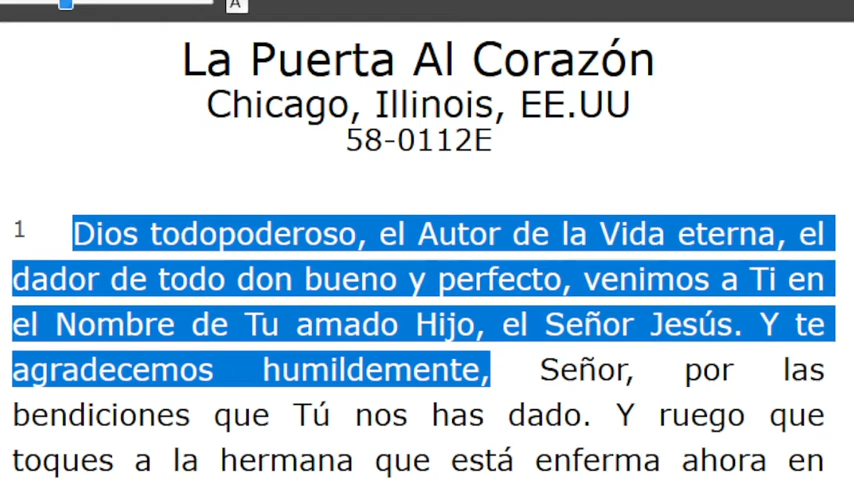 A
La Puerta Al Corazón
Chicago, Illinois, EE.UU
58-0112E
1 Dios todopoderoso, el Autor de la Vida eterna, el
dador de todo don bueno y perfecto, venimos a Ti en
el Nombre de Tu amado Hijo, el Señor Jesús. Y te
agradecemos humildemente, Señor, por las
bendiciones que Tú nos has dado. Y ruego que
toques a la hermana que está enferma ahora en